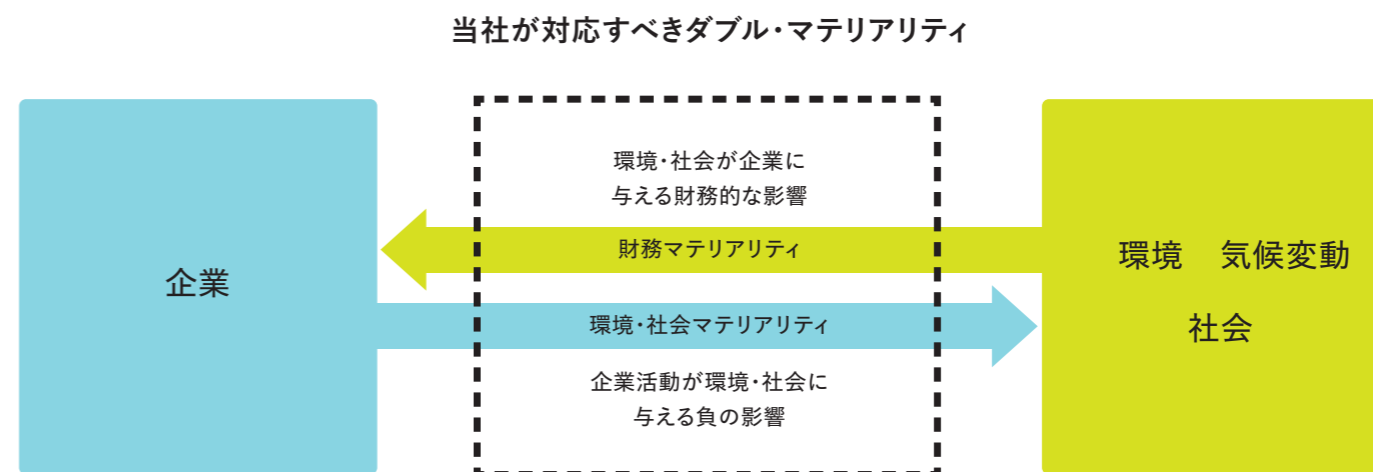 当社が対応すべきダブル・マテリアリティ
環境・社会が企業に
与える財務的な影響
財務マテリアリティ
企業
環境　気候変動
社会
環境・社会マテリアリティ
企業活動が環境・社会に
与える負の影響